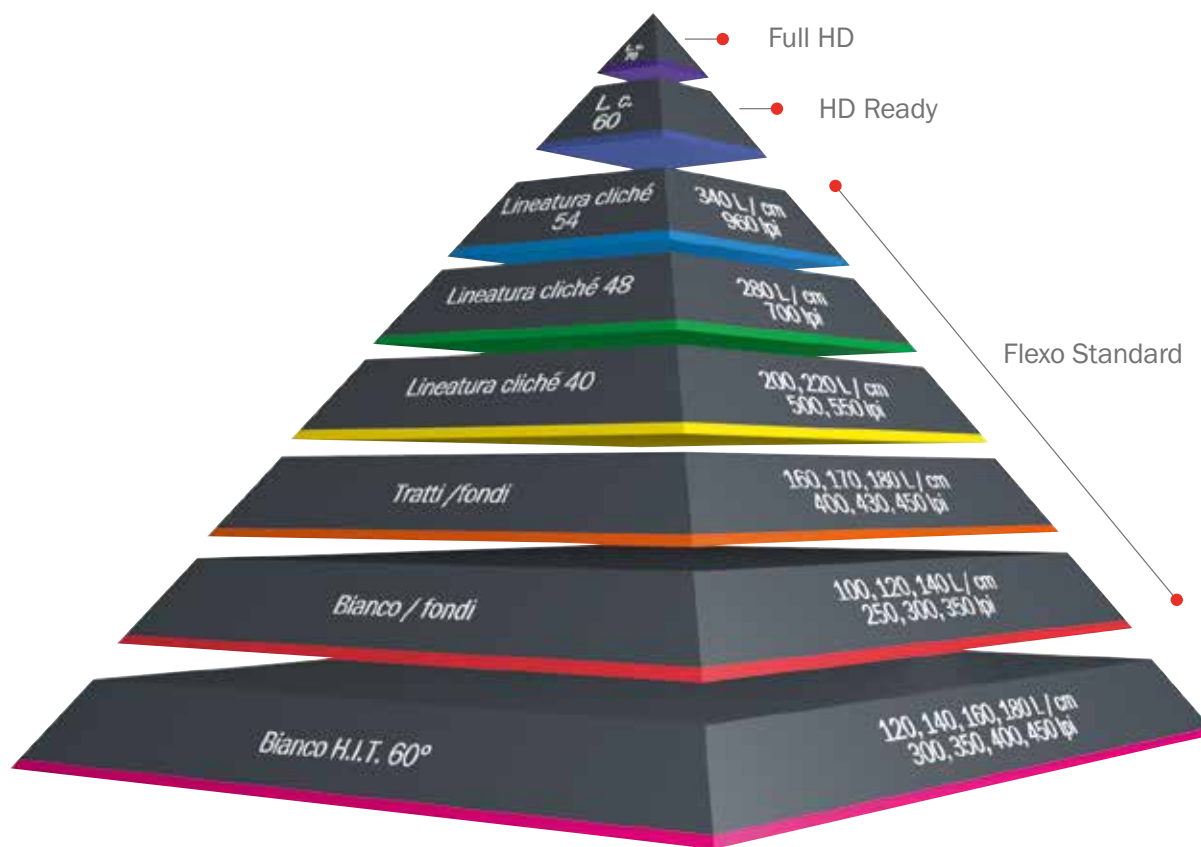 Full HD
L. c.
60
HD Ready
Lineatura cliché
54
340 L / cm
960 lpi
Lineatura cliché 48
280 L / cm
700 lpi
Flexo Standard
Lineatura cliché 40
200, 220 L / cm
500, 550 lpi
Tratti /fondi
160, 170, 180 L / cm
400, 430, 450 lpi
Bianco / fondi
100, 120, 140 L / cm
250, 300, 350 lpi
Bianco H.I.T. 60°
120, 140, 160, 180 L / cm
300, 350, 400, 450 lpi